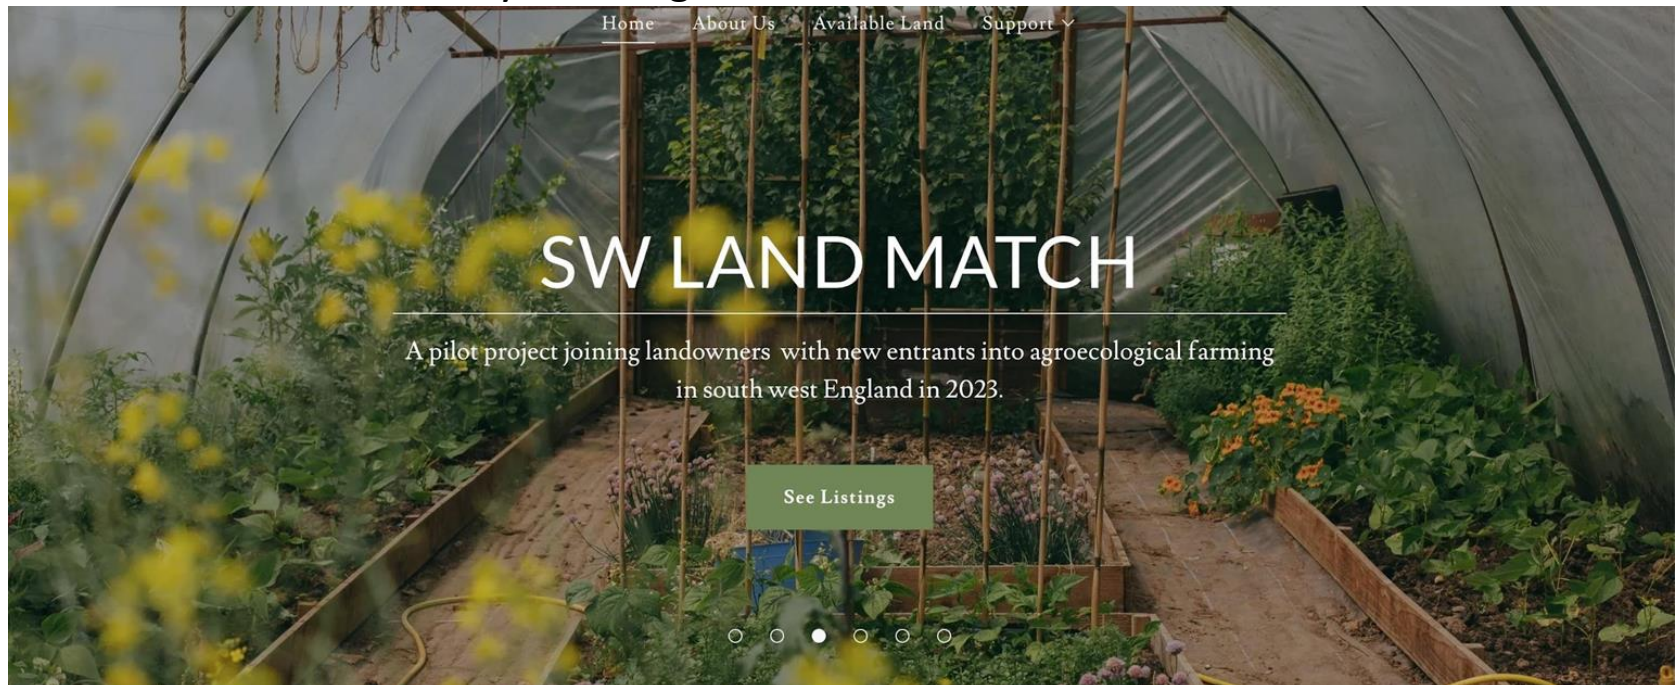 Home About Us Available Land Support
SW LAND MATCH
A pilot project joining landowners with new entrants into agroecological farming
in south west England in 2023.
See Listings